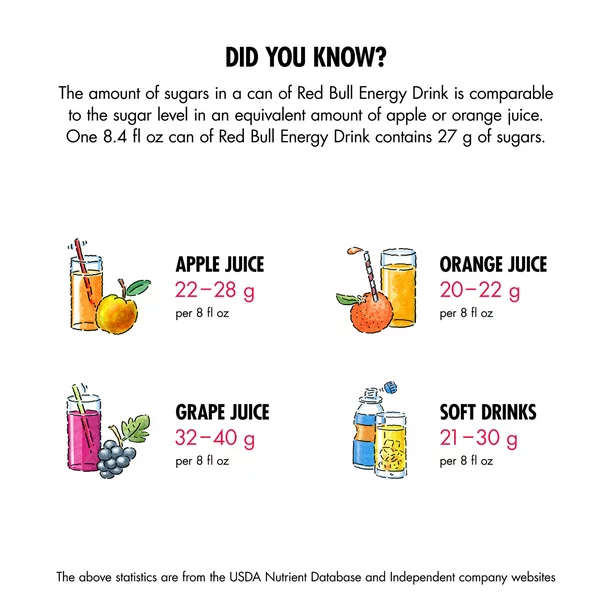 DID YOU KNOW?
The amount of sugars in a can of Red Bull Energy Drink is comparable
to the sugar level in an equivalent amount of apple or orange juice.
One 8.4 fl oz can of Red Bull Energy Drink contains 27 g of sugars.
APPLE JUICE
22–28 g
per 8 fl oz
ORANGE JUICE
20–22 g
per 8 fl oz
GRAPE JUICE
32–40 g
per 8 fl oz
SOFT DRINKS
21–30 g
per 8 fl oz
The above statistics are from the USDA Nutrient Database and Independent company websites